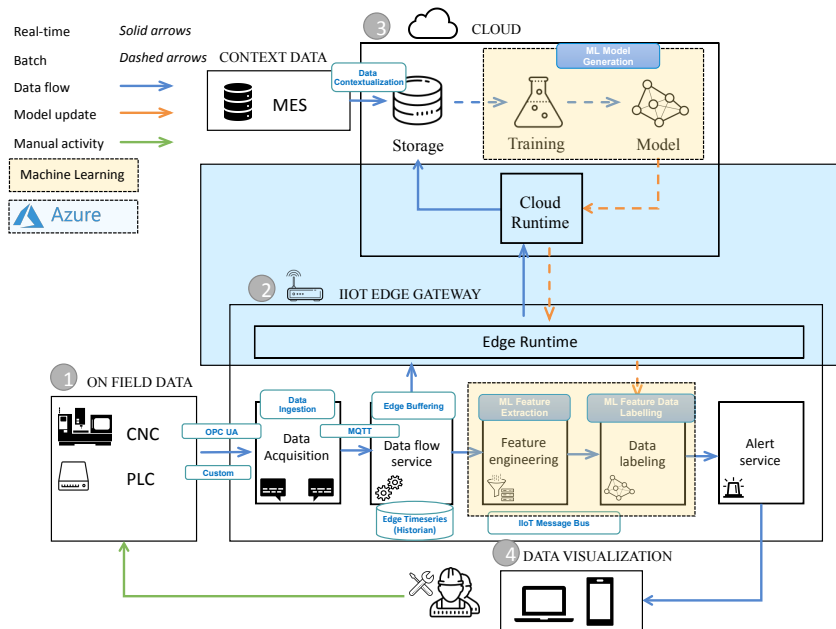 Real-time Solid arrows
Batch Dashed arrows
Data flow
Model update
Manual activity
Machine Learning
Azure
CONTEXT DATA
MES
3
CLOUD
Data
Contextualization
ML Model
Generation
Storage
Training
Model
Cloud
Runtime
2
IIOT EDGE GATEWAY
Edge Runtime
1
ON FIELD DATA
CNC
PLC
OPC UA
Custom
Data
Ingestion
Data
Acquisition
MQTT
Edge Buffering
Data flow
service
Edge Timeseries
(Historian)
ML Feature
Extraction
Feature
engineering
ML Feature Data
Labelling
Data
labeling
IIoT Message Bus
Alert
service
4
DATA VISUALIZATION